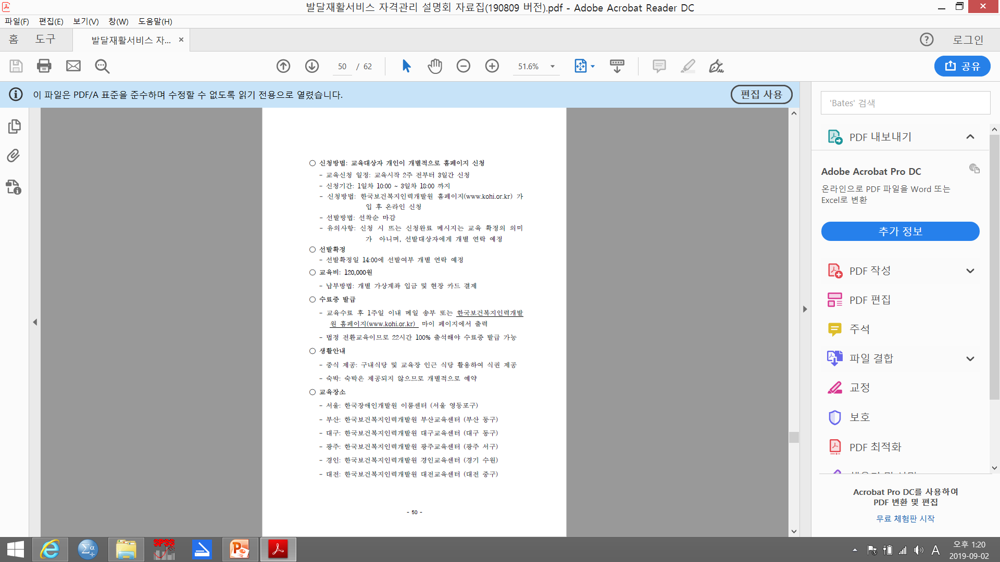 발달재활서비스 자격관리 설명회 자료집(190809 버전).pdf - Adobe Acrobat Reader DC
파일(F) 편집(E) 보기(V) 창(W) 도움말(H)
홈 도구 발달재활서비스 자... × ? 로그인
50 / 62 51.6% 공유
이 파일은 PDF/A 표준을 준수하며 수정할 수 없도록 읽기 전용으로 열렸습니다. 편집 사용
○ 신청방법: 교육대상자 개인이 개별적으로 홈페이지 신청
- 교육신청 일정: 교육시작 2주 전부터 3일간 신청
- 신청기간: 1일차 10:00 ~ 3일차 18:00 까지
- 신청방법: 한국보건복지인력개발원 홈페이지(www.kohi.or.kr) 가
입 후 온라인 신청
- 선발방법: 선착순 마감
- 유의사항: 신청 시 뜨는 신청완료 메시지는 교육 확정의 의미
가 아니며, 선발대상자에게 개별 연락 예정
○ 선발확정
- 선발확정일 14:00에 선발여부 개별 연락 예정
○ 교육비: 120,000원
- 납부방법: 개별 가상계좌 입금 및 현장 카드 결제
○ 수료증 발급
- 교육수료 후 1주일 이내 메일 송부 또는 한국보건복지인력개발
원 홈페이지(www.kohi.or.kr) 마이 페이지에서 출력
- 법정 전환교육이므로 22시간 100% 출석해야 수료증 발급 가능
○ 생활안내
- 중식 제공: 구내식당 및 교육장 인근 식당 활용하여 식권 제공
- 숙박: 숙박은 제공되지 않으므로 개별적으로 예약
○ 교육장소
- 서울: 한국장애인개발원 이룸센터 (서울 영등포구)
- 부산: 한국보건복지인력개발원 부산교육센터 (부산 동구)
- 대구: 한국보건복지인력개발원 대구교육센터 (대구 동구)
- 광주: 한국보건복지인력개발원 광주교육센터 (광주 서구)
- 경인: 한국보건복지인력개발원 경인교육센터 (경기 수원)
- 대전: 한국보건복지인력개발원 대전교육센터 (대전 중구)
- 50 -
'Bates' 검색
PDF 내보내기
Adobe Acrobat Pro DC
온라인으로 PDF 파일을 Word 또는
Excel로 변환
추가 정보
PDF 작성
PDF 편집
주석
파일 결합
교정
보호
PDF 최적화
Acrobat Pro DC를 사용하여
PDF 변환 및 편집
무료 체험판 시작
SPSS
A
오후 1:20
2019-09-02